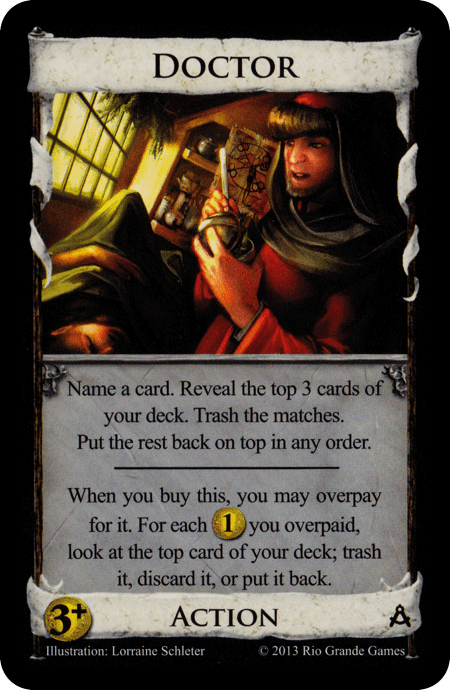 DOCTOR
Name a card. Reveal the top 3 cards of
your deck. Trash the matches.
Put the rest back on top in any order.
When you buy this, you may overpay
for it. For each 1 you overpaid,
look at the top card of your deck; trash
it, discard it, or put it back.
3+ ACTION
Illustration: Lorraine Schleter © 2013 Rio Grande Games